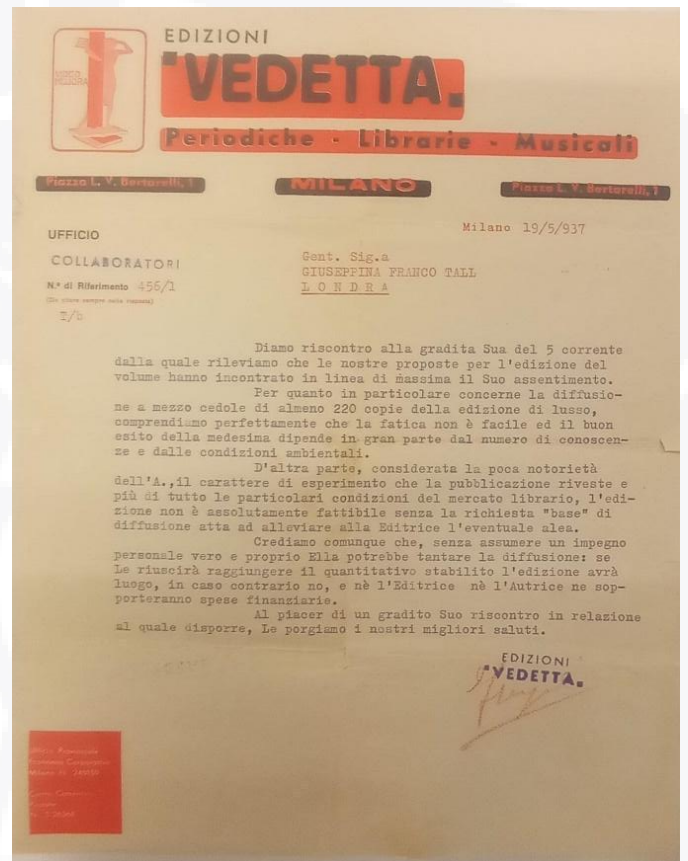 EDIZIONI
"VEDETTA"
Periodiche - Librarie - Musicali
Piazza L. V. Bertarelli, 1
MILANO
Piazza L. V. Bertarelli, 1
Milano 19/5/937
UFFICIO
COLLABORATORI
N.° di Riferimento 456/1
(Da citare sempre nella risposta)
T/b
Gent. Sig.a
GIUSEPPINA FRANCO TALL
LONDRA
Diamo riscontro alla gradita Sua del 5 corrente
dalla quale rileviamo che le nostre proposte per l'edizione del
volume hanno incontrato in linea di massima il Suo assentimento.
Per quanto in particolare concerne la diffusio-
ne a mezzo cedole di almeno 220 copie della edizione di lusso,
comprendiamo perfettamente che la fatica non è facile ed il buon
esito della medesima dipende in gran parte dal numero di conoscen-
ze e dalle condizioni ambientali.
D'altra parte, considerata la poca notorietà
dell'A.,il carattere di esperimento che la pubblicazione riveste e
più di tutto le particolari condizioni del mercato librario, l'edi-
zione non è assolutamente fattibile senza la richiesta "base" di
diffusione atta ad alleviare alla Editrice l'eventuale alea.
Crediamo comunque che, senza assumere un impegno
personale vero e proprio Ella potrebbe tantare la diffusione: se
Le riuscirà raggiungere il quantitativo stabilito l'edizione avrà
luogo, in caso contrario no, e nè l'Editrice nè l'Autrice ne sop-
porteranno spese finanziarie.
Al piacer di un gradito Suo riscontro in relazione
al quale disporre, Le porgiamo i nostri migliori saluti.
EDIZIONI
"VEDETTA"